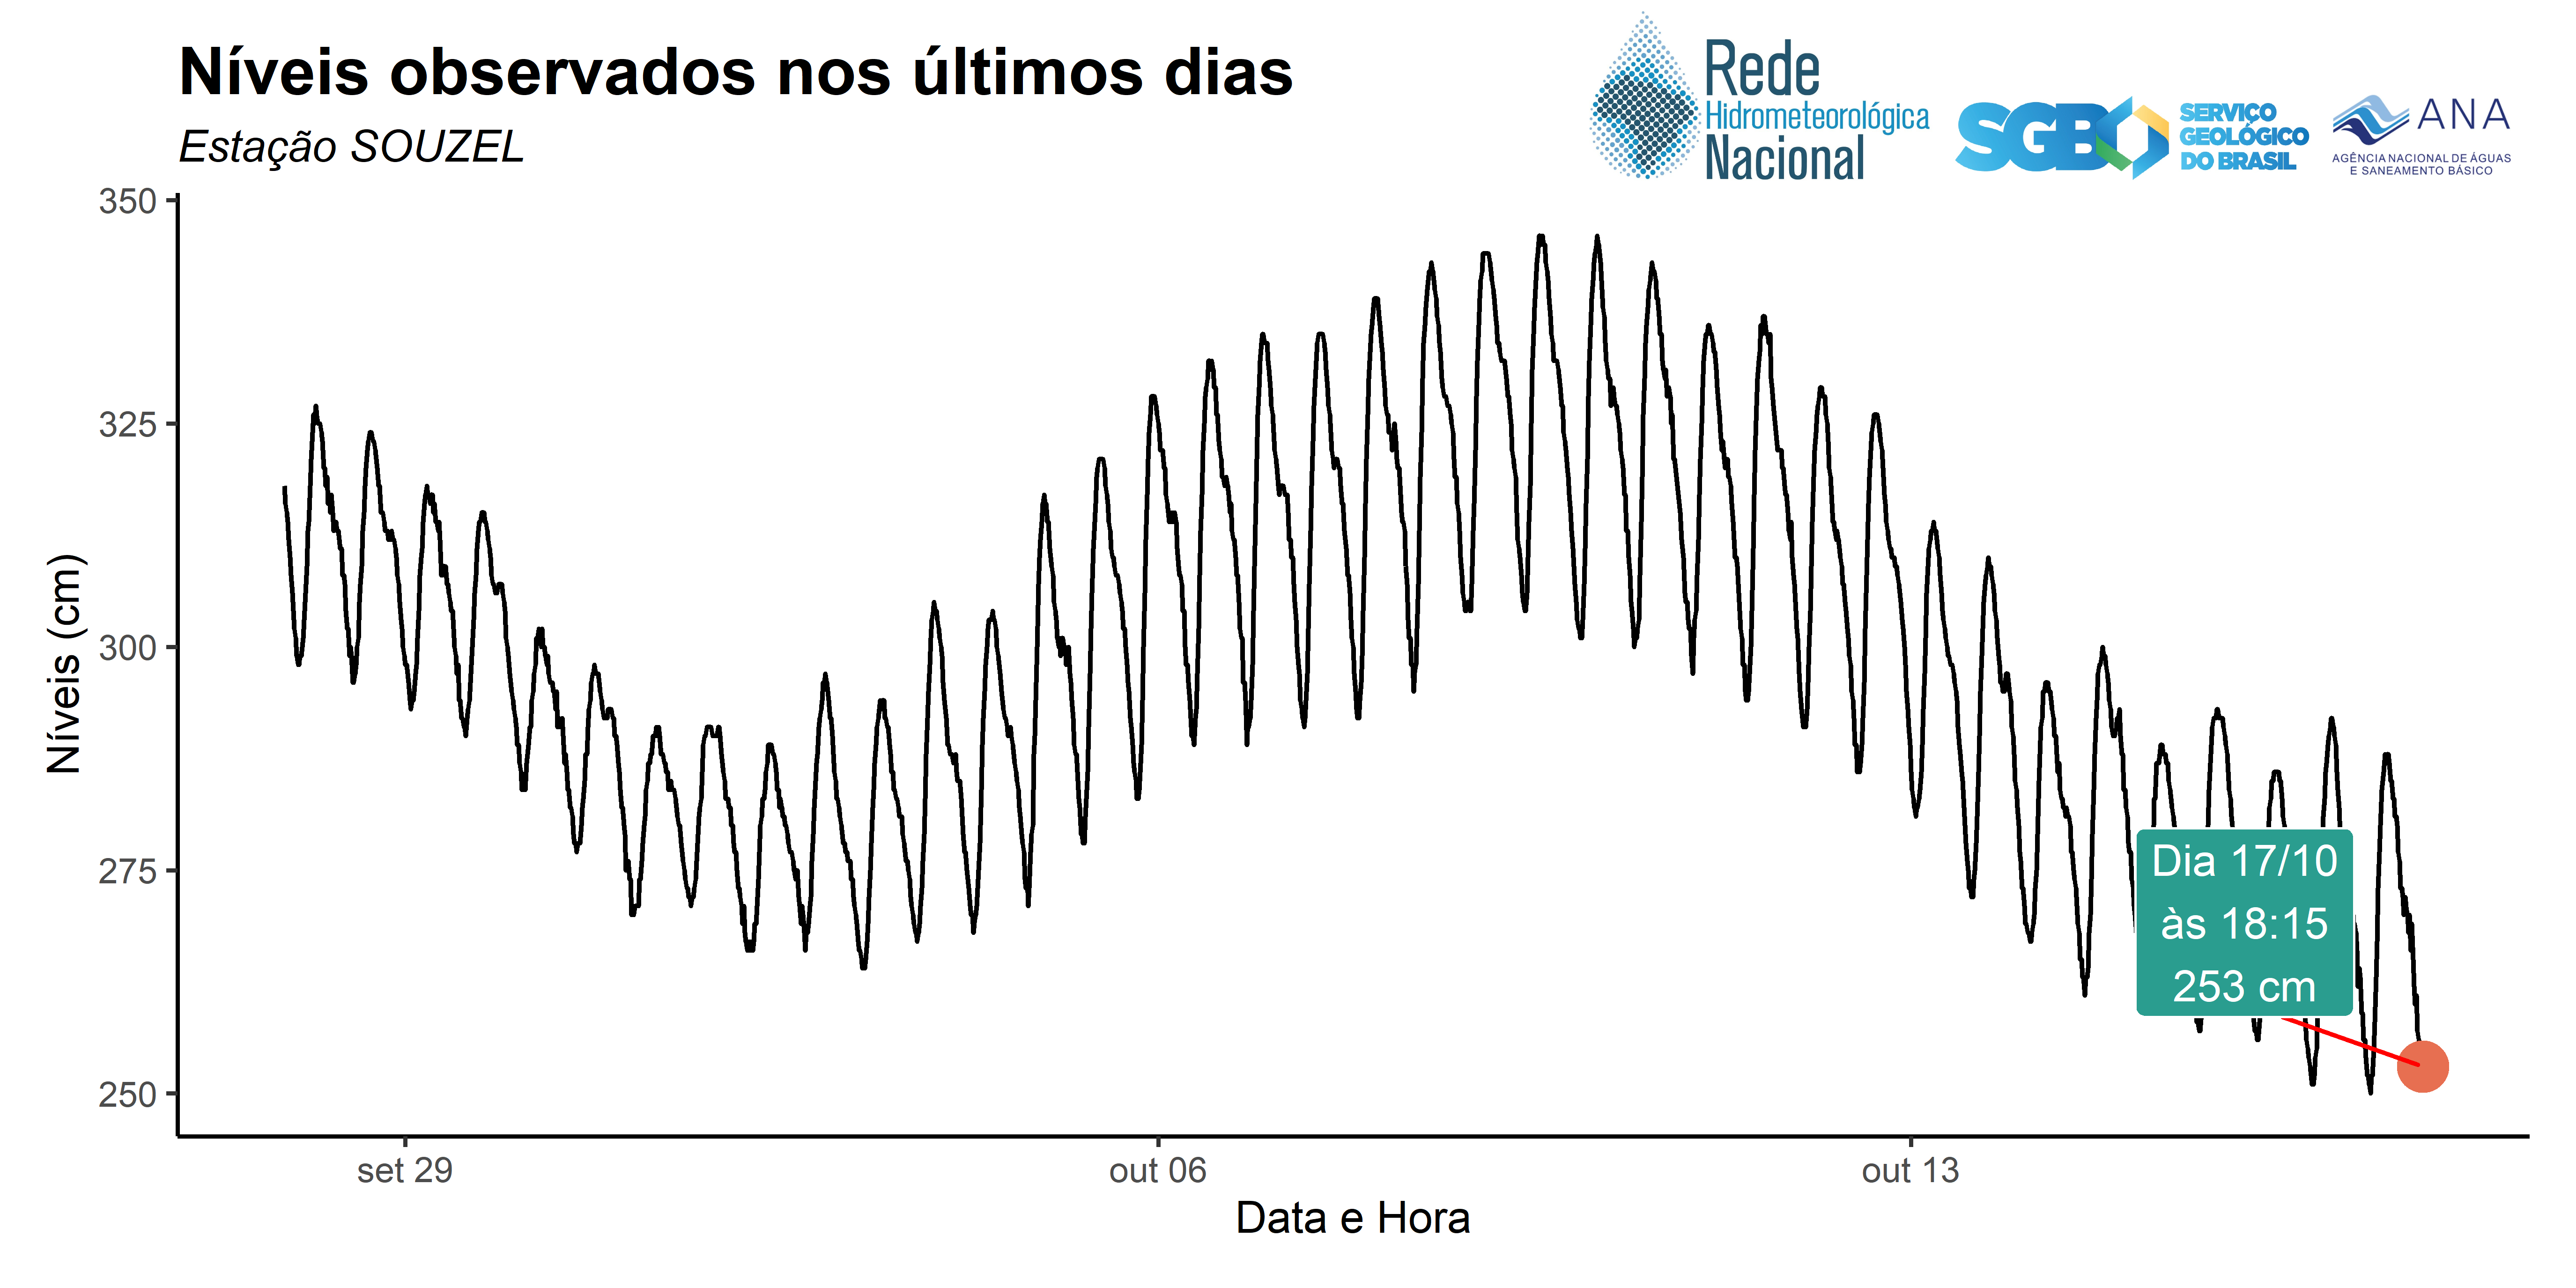 Níveis observados nos últimos dias
Estação SOUZEL
Rede
Hidrometeorológica
Nacional
SGB
SERVIÇO
GEOLÓGICO
DO BRASIL
ANA
AGÊNCIA NACIONAL DE ÁGUAS
E SANEAMENTO BÁSICO
Níveis (cm)
350
325
300
275
250
Dia 17/10
às 18:15
253 cm
set 29
out 06
out 13
Data e Hora